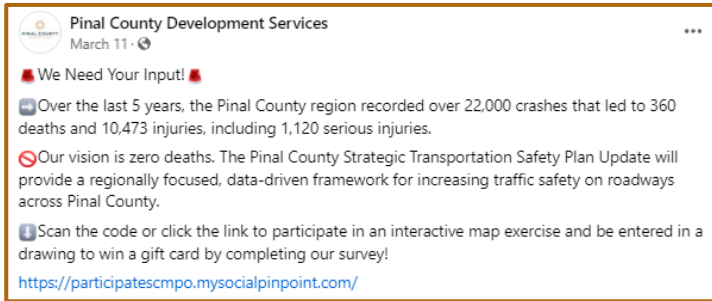 PINAL COUNTY
Pinal County Development Services
March 11 ·
🚨We Need Your Input!🚨
➡️Over the last 5 years, the Pinal County region recorded over 22,000 crashes that led to 360
deaths and 10,473 injuries, including 1,120 serious injuries.
🚫Our vision is zero deaths. The Pinal County Strategic Transportation Safety Plan Update will
provide a regionally focused, data-driven framework for increasing traffic safety on roadways
across Pinal County.
⬇️Scan the code or click the link to participate in an interactive map exercise and be entered in a
drawing to win a gift card by completing our survey!
https://participatescmpo.mysocialpinpoint.com/